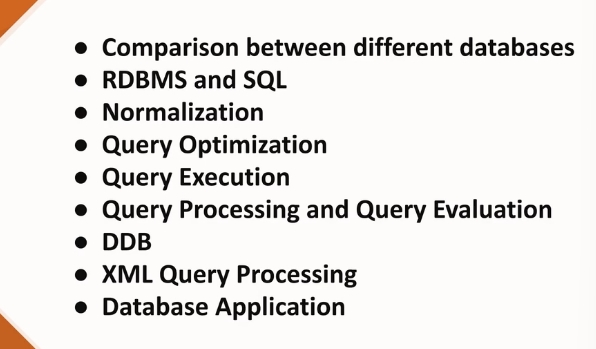 ● Comparison between different databases
● RDBMS and SQL
● Normalization
● Query Optimization
● Query Execution
● Query Processing and Query Evaluation
● DDB
● XML Query Processing
● Database Application